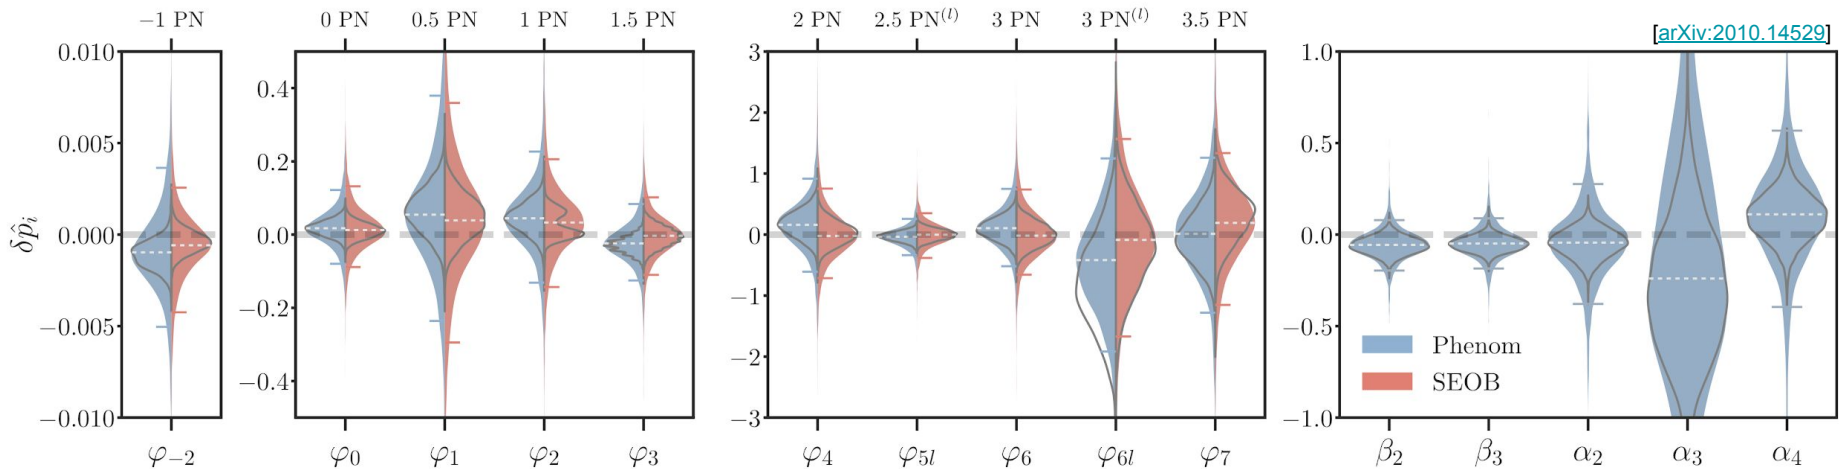 −1 PN
0 PN 0.5 PN 1 PN 1.5 PN
2 PN 2.5 PN⁽ˡ⁾ 3 PN 3 PN⁽ˡ⁾ 3.5 PN
[arXiv:2010.14529]
δp̂ᵢ
0.010
0.005
0.000
−0.005
−0.010
0.4
0.2
0.0
−0.2
−0.4
3
2
1
0
−1
−2
−3
1.0
0.5
0.0
−0.5
−1.0
Phenom
SEOB
φ₋₂
φ₀ φ₁ φ₂ φ₃
φ₄ φ₅ₗ φ₆ φ₆ₗ φ₇
β₂ β₃ α₂ α₃ α₄